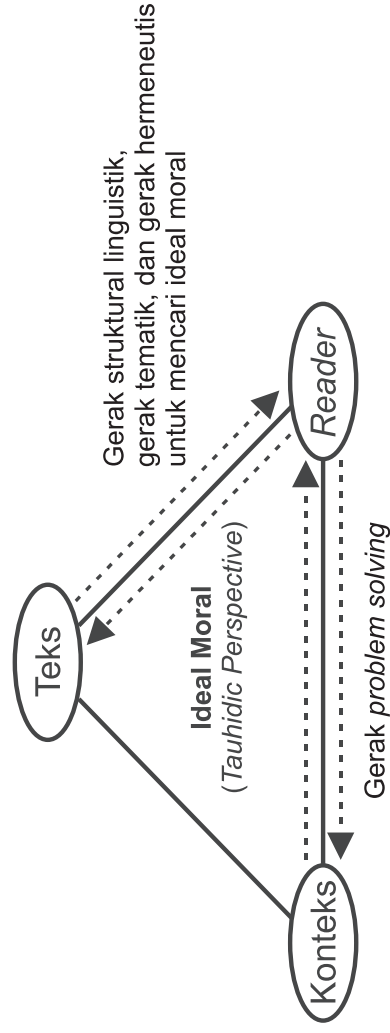 Teks
Gerak struktural linguistik,
gerak tematik, dan gerak hermeneutis
untuk mencari ideal moral
Ideal Moral
(Tauhidic Perspective)
Konteks
Reader
Gerak problem solving